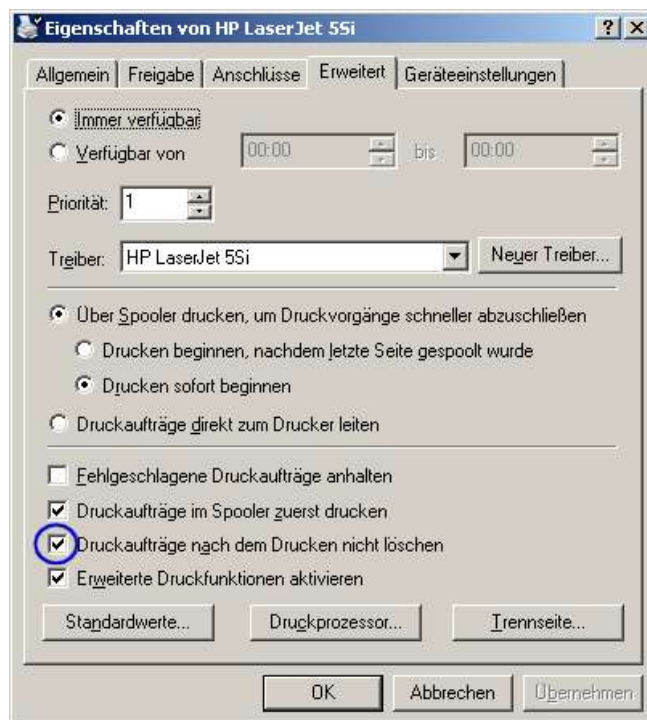 Eigenschaften von HP LaserJet 5Si
Allgemein Freigabe Anschlüsse Erweitert Geräteeinstellungen
Immer verfügbar
Verfügbar von 00:00 bis 00:00
Priorität: 1
Treiber: HP LaserJet 5Si Neuer Treiber...
Über Spooler drucken, um Druckvorgänge schneller abzuschließen
Drucken beginnen, nachdem letzte Seite gespoolt wurde
Drucken sofort beginnen
Druckaufträge direkt zum Drucker leiten
Fehlgeschlagene Druckaufträge anhalten
Druckaufträge im Spooler zuerst drucken
Druckaufträge nach dem Drucken nicht löschen
Erweiterte Druckfunktionen aktivieren
Standardwerte... Druckprozessor... Trennseite...
OK Abbrechen Übernehmen